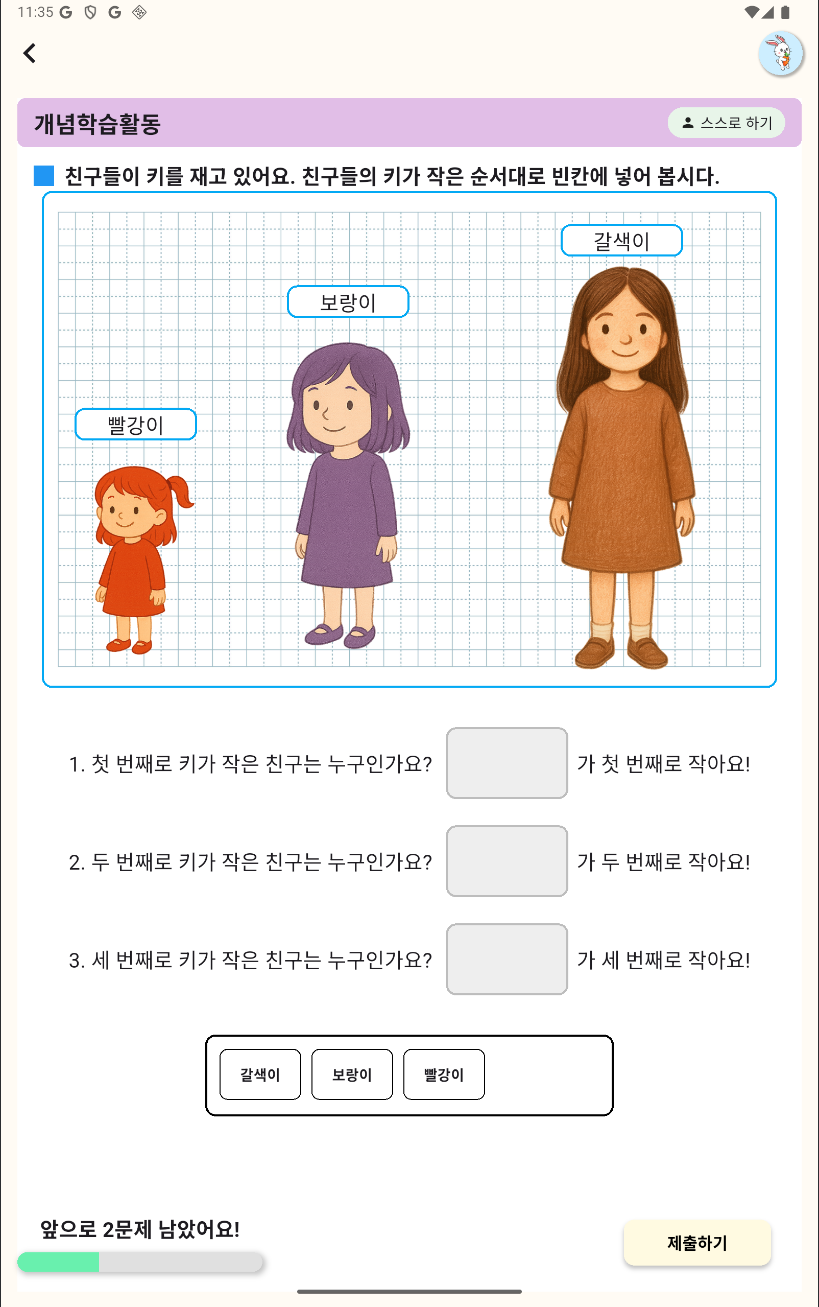 11:35
개념학습활동
스스로 하기
친구들이 키를 재고 있어요. 친구들의 키가 작은 순서대로 빈칸에 넣어 봅시다.
갈색이
보랑이
빨강이
1. 첫 번째로 키가 작은 친구는 누구인가요? 가 첫 번째로 작아요!
2. 두 번째로 키가 작은 친구는 누구인가요? 가 두 번째로 작아요!
3. 세 번째로 키가 작은 친구는 누구인가요? 가 세 번째로 작아요!
갈색이 보랑이 빨강이
앞으로 2문제 남았어요!
제출하기